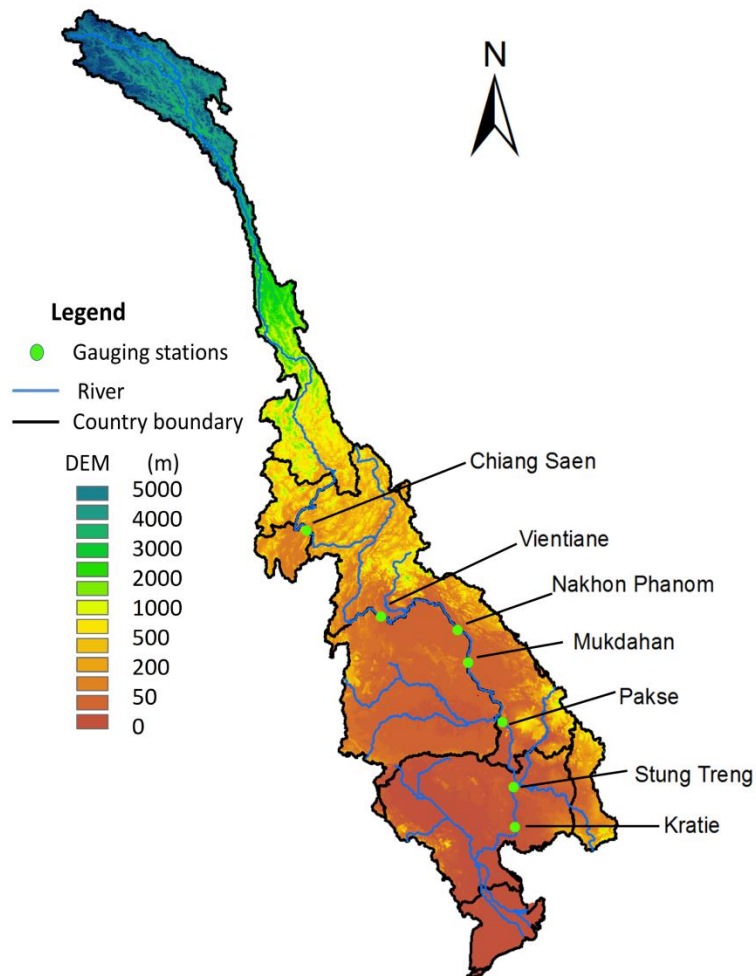 N
Legend
Gauging stations
River
Country boundary
DEM (m)
5000
4000
3000
2000
1000
500
200
50
0
Chiang Saen
Vientiane
Nakhon Phanom
Mukdahan
Pakse
Stung Treng
Kratie